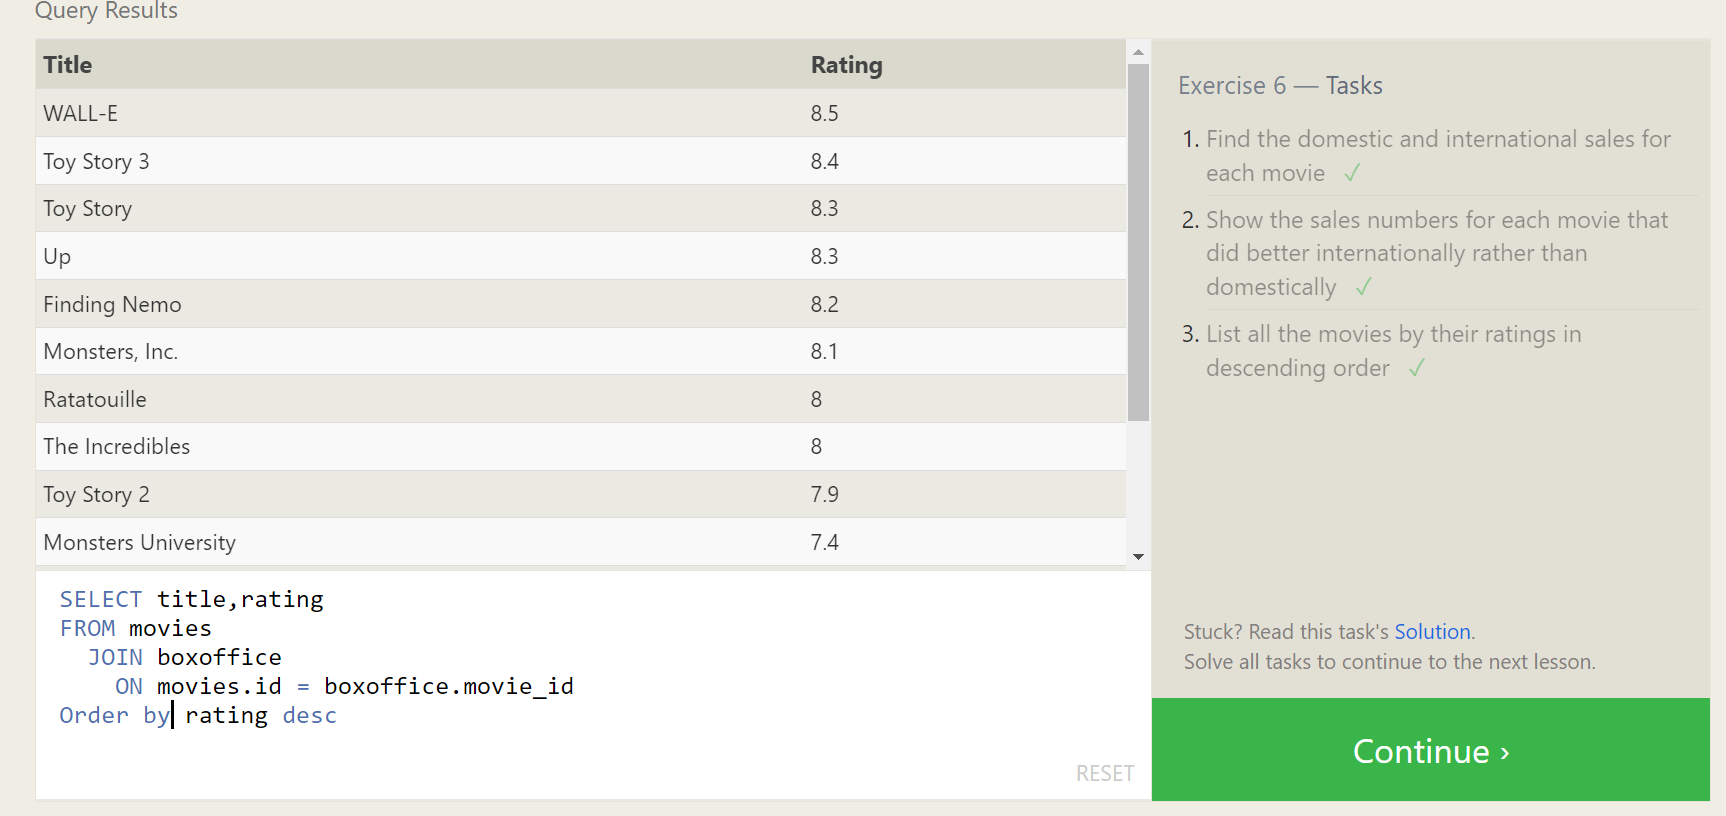 Query Results
Title Rating
WALL-E 8.5
Toy Story 3 8.4
Toy Story 8.3
Up 8.3
Finding Nemo 8.2
Monsters, Inc. 8.1
Ratatouille 8
The Incredibles 8
Toy Story 2 7.9
Monsters University 7.4
SELECT title,rating
FROM movies
JOIN boxoffice
ON movies.id = boxoffice.movie_id
Order by rating desc
RESET
Exercise 6 — Tasks
1. Find the domestic and international sales for
each movie ✓
2. Show the sales numbers for each movie that
did better internationally rather than
domestically ✓
3. List all the movies by their ratings in
descending order ✓
Stuck? Read this task's Solution.
Solve all tasks to continue to the next lesson.
Continue ›